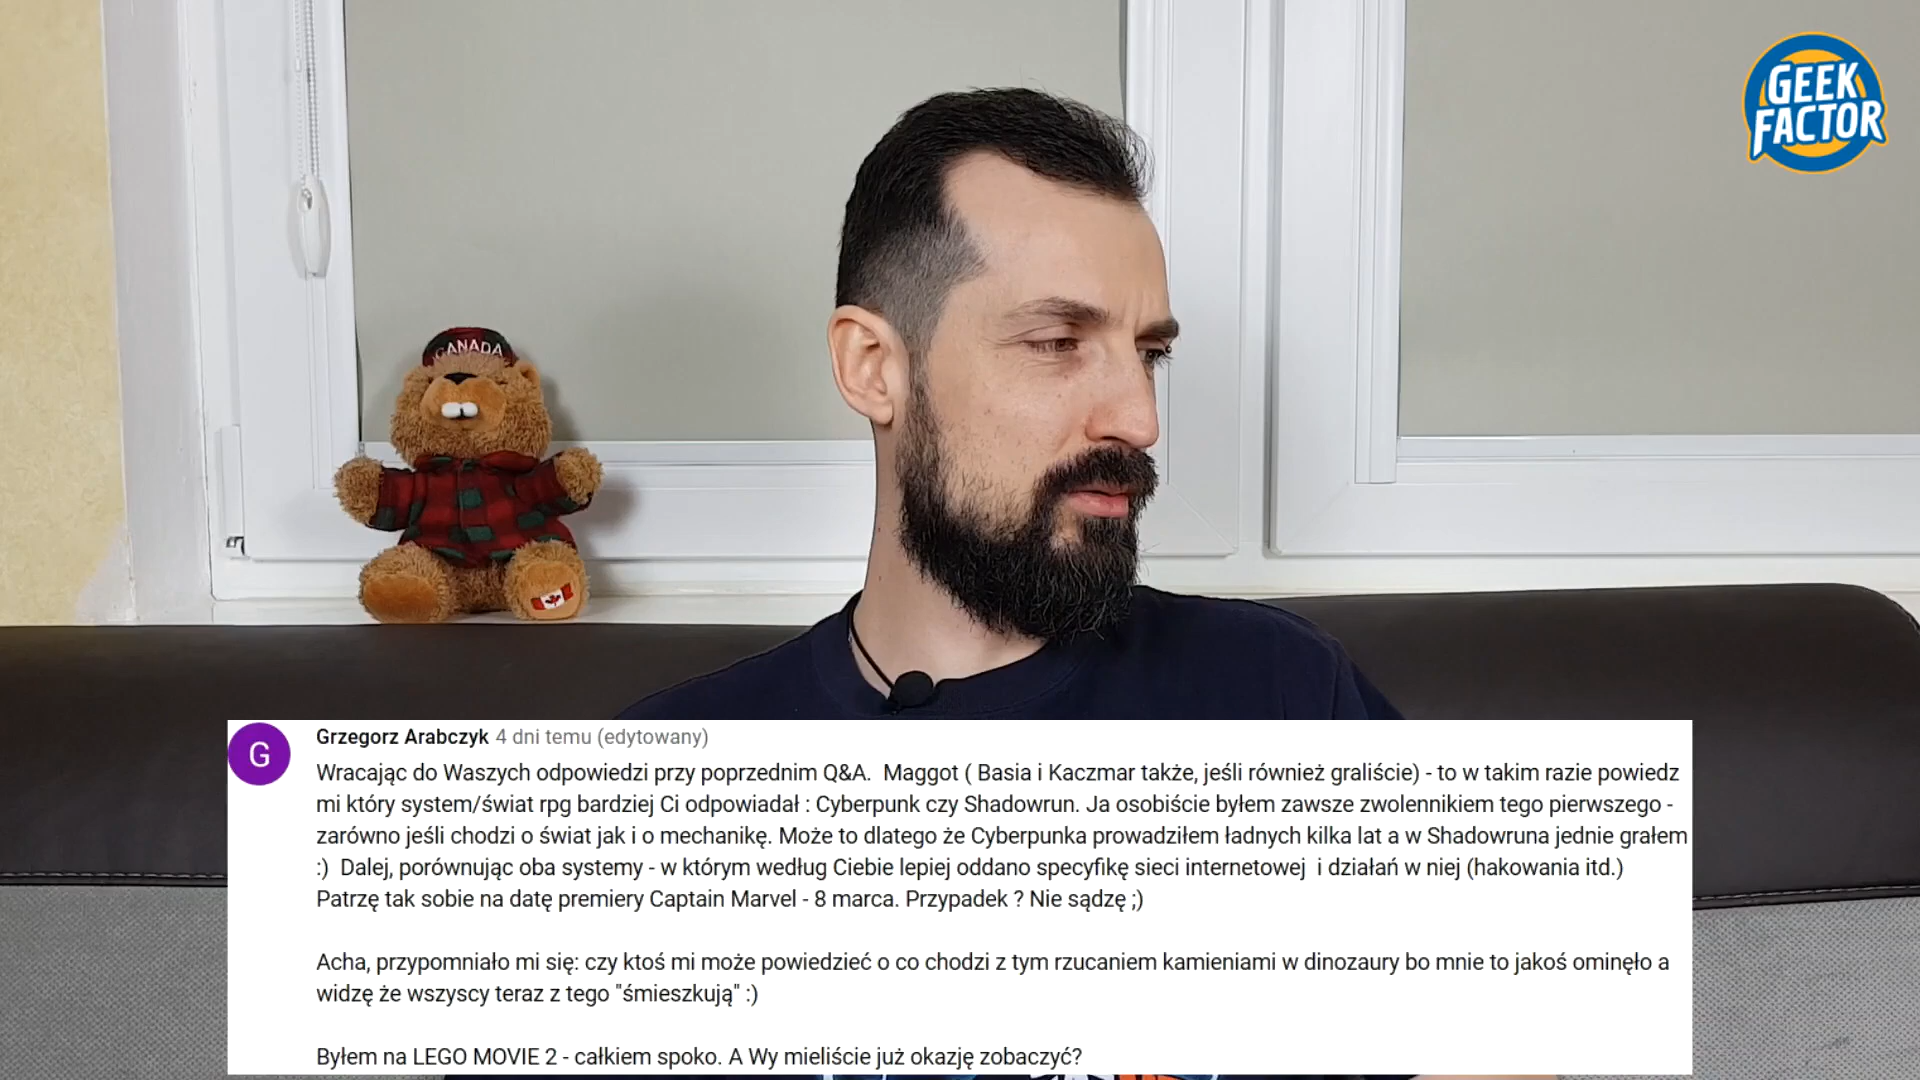 GEEK
FACTOR
CANADA
G
Grzegorz Arabczyk 4 dni temu (edytowany)
Wracając do Waszych odpowiedzi przy poprzednim Q&A.  Maggot ( Basia i Kaczmar także, jeśli również graliście) - to w takim razie powiedz
mi który system/świat rpg bardziej Ci odpowiadał : Cyberpunk czy Shadowrun. Ja osobiście byłem zawsze zwolennikiem tego pierwszego -
zarówno jeśli chodzi o świat jak i o mechanikę. Może to dlatego że Cyberpunka prowadziłem ładnych kilka lat a w Shadowruna jednie grałem
:)  Dalej, porównując oba systemy - w którym według Ciebie lepiej oddano specyfikę sieci internetowej  i działań w niej (hakowania itd.)
Patrzę tak sobie na datę premiery Captain Marvel - 8 marca. Przypadek ? Nie sądzę ;)
Acha, przypomniało mi się: czy ktoś mi może powiedzieć o co chodzi z tym rzucaniem kamieniami w dinozaury bo mnie to jakoś ominęło a
widzę że wszyscy teraz z tego "śmieszkują" :)
Byłem na LEGO MOVIE 2 - całkiem spoko. A Wy mieliście już okazję zobaczyć?